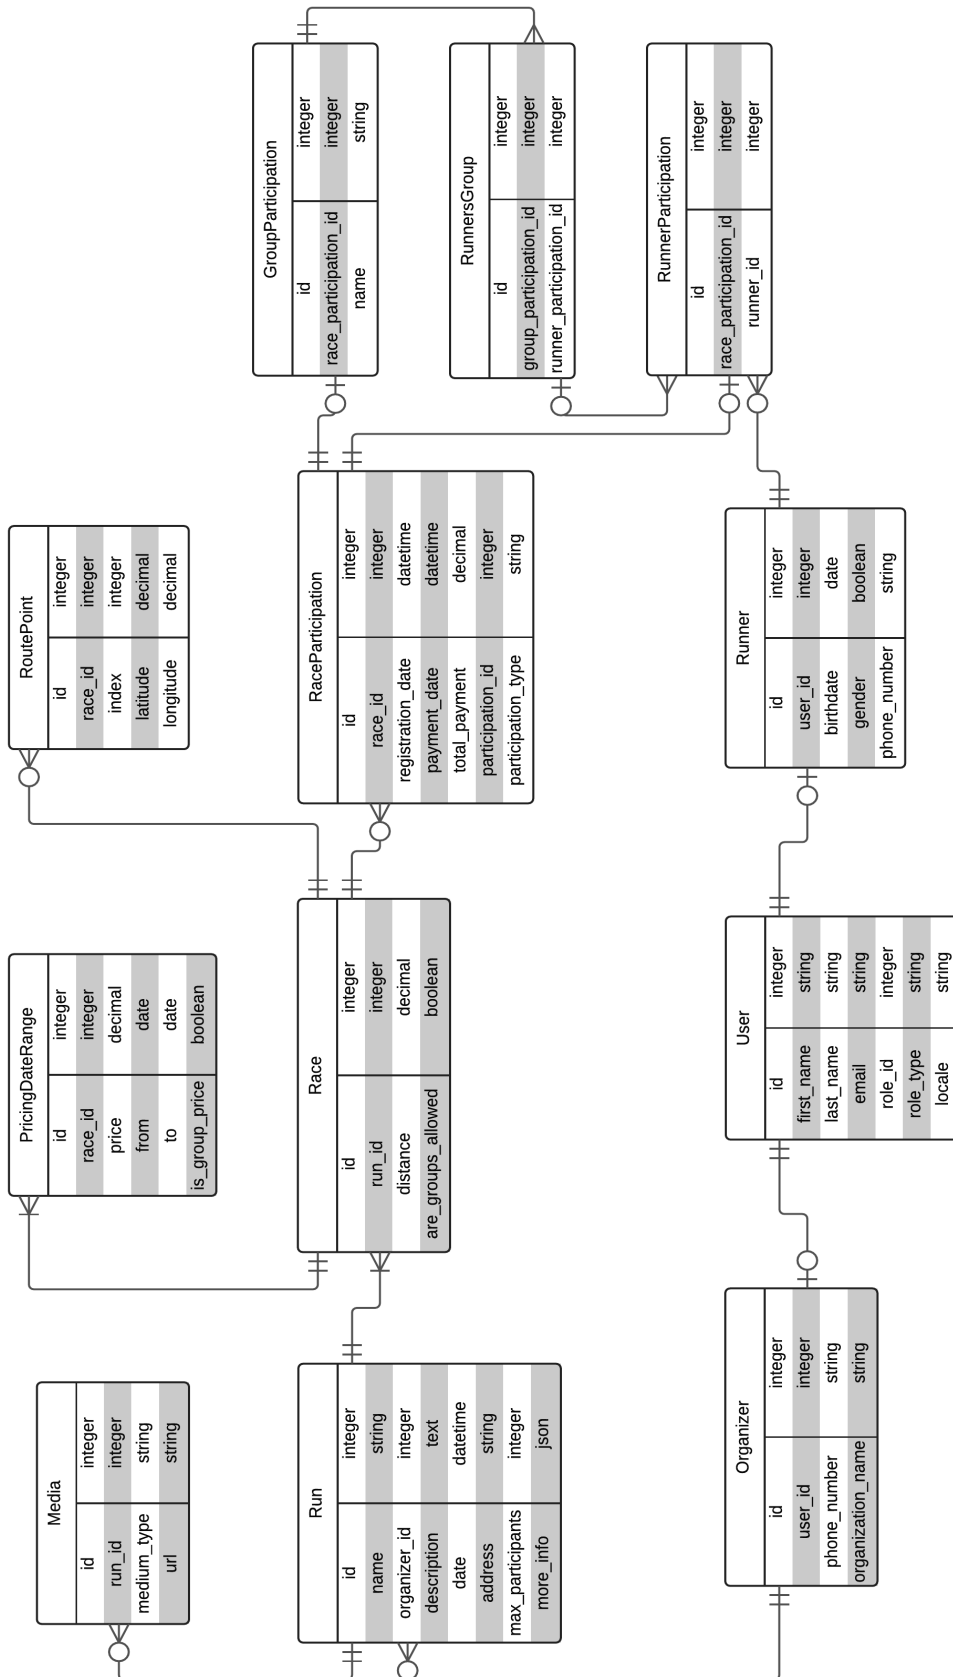 Media
id integer
run_id integer
medium_type string
url string
PricingDateRange
id integer
race_id integer
price decimal
from date
to date
is_group_price boolean
RoutePoint
id integer
race_id integer
index integer
latitude decimal
longitude decimal
Run
id integer
name string
organizer_id integer
description text
date datetime
address string
max_participants integer
more_info json
Race
id integer
run_id integer
distance decimal
are_groups_allowed boolean
RaceParticipation
id integer
race_id integer
registration_date datetime
payment_date datetime
total_payment decimal
participation_id integer
participation_type string
GroupParticipation
id integer
race_participation_id integer
name string
RunnersGroup
id integer
group_participation_id integer
runner_participation_id integer
RunnerParticipation
id integer
race_participation_id integer
runner_id integer
Organizer
id integer
user_id integer
phone_number string
organization_name string
User
id integer
first_name string
last_name string
email string
role_id integer
role_type string
locale string
Runner
id integer
user_id integer
birthdate date
gender boolean
phone_number string